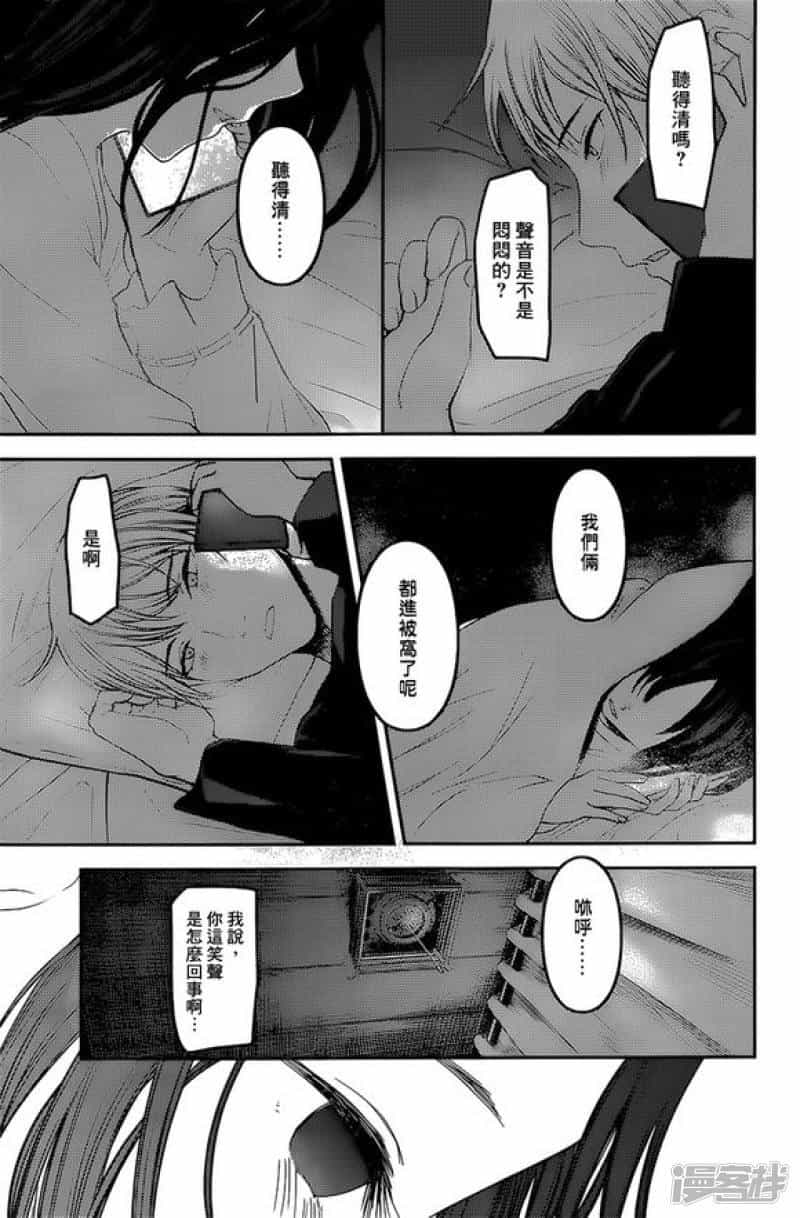 聽得清嗎?
聲音是不是
悶悶的?
聽得清……
我們倆
都進被窩了呢
是啊
咻呼……
我說，
你這笑聲
是怎麼回事啊…
漫客栈